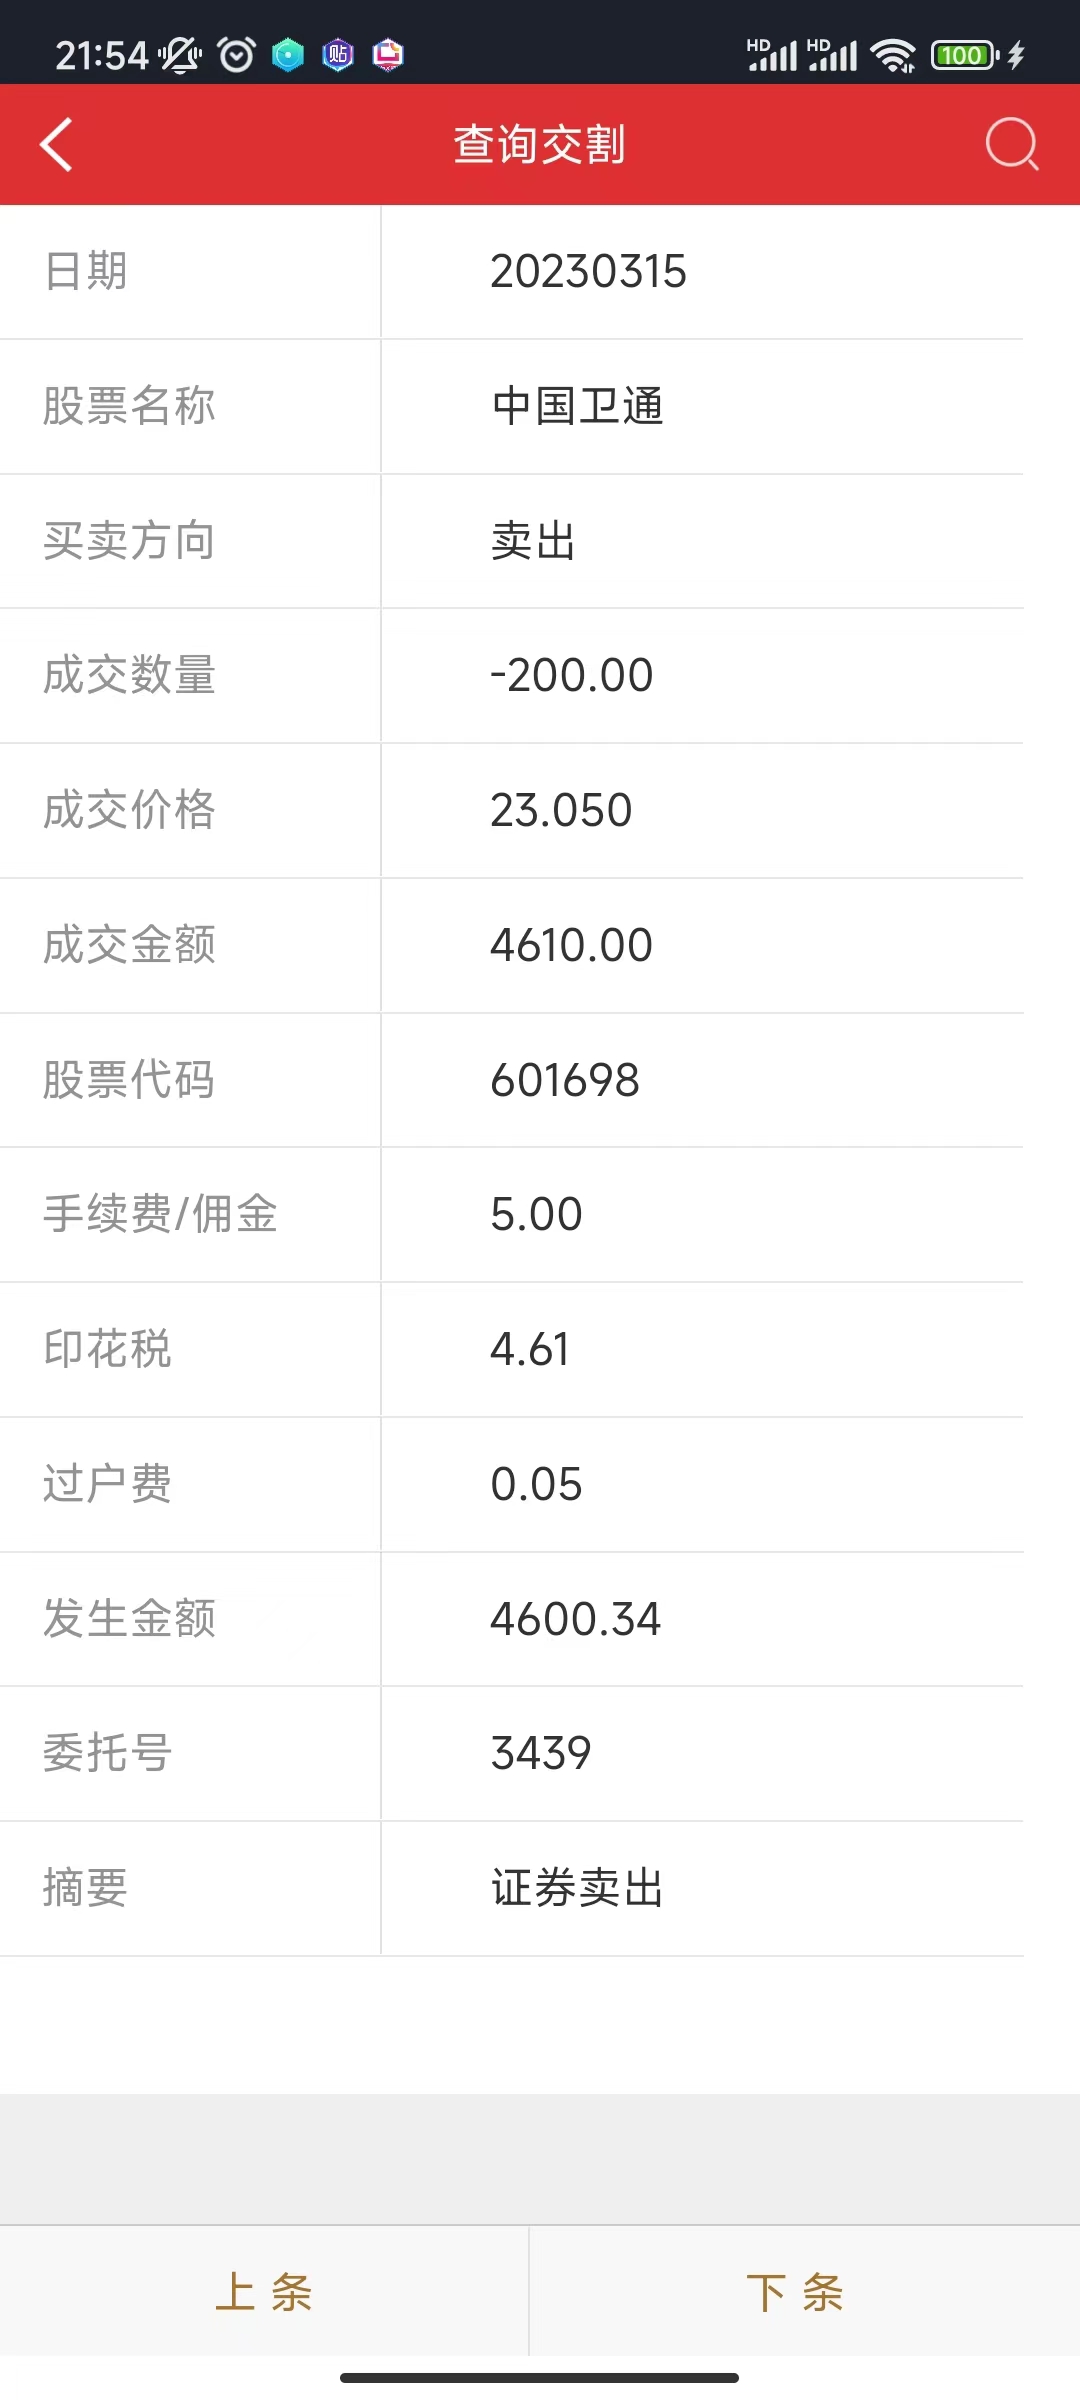 21:54 贴 HD HD 100
查询交割
日期 20230315
股票名称 中国卫通
买卖方向 卖出
成交数量 -200.00
成交价格 23.050
成交金额 4610.00
股票代码 601698
手续费/佣金 5.00
印花税 4.61
过户费 0.05
发生金额 4600.34
委托号 3439
摘要 证券卖出
上条 下条